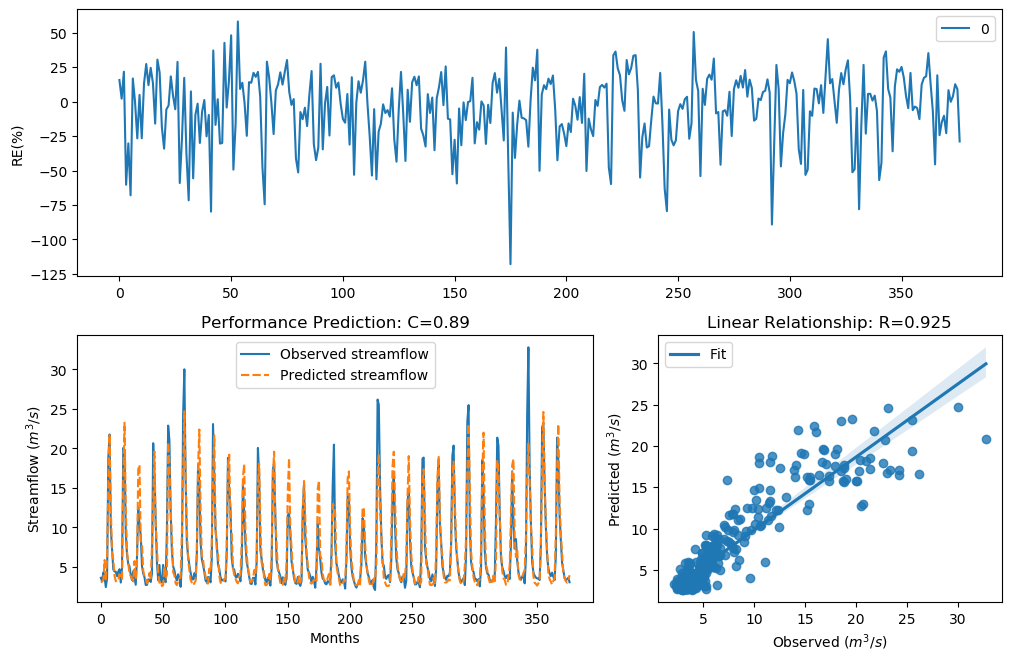 RE(%)
50
25
0
−25
−50
−75
−100
−125
0
0 50 100 150 200 250 300 350
Performance Prediction: C=0.89
Streamflow (m³/s)
30
25
20
15
10
5
Observed streamflow
Predicted streamflow
0 50 100 150 200 250 300 350
Months
Linear Relationship: R=0.925
Predicted (m³/s)
30
25
20
15
10
5
Fit
5 10 15 20 25 30
Observed (m³/s)